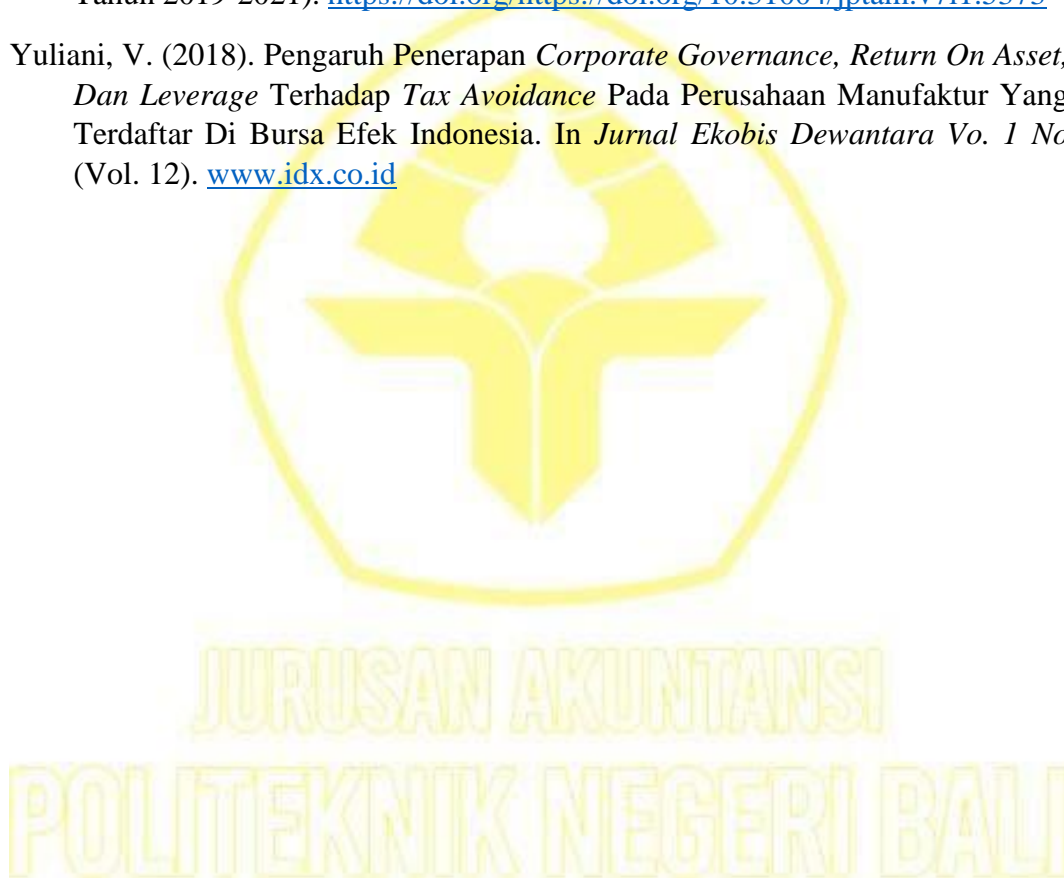 Yuliani, V. (2018). Pengaruh Penerapan Corporate Governance, Return On Asset,
Dan Leverage Terhadap Tax Avoidance Pada Perusahaan Manufaktur Yang
Terdaftar Di Bursa Efek Indonesia. In Jurnal Ekobis Dewantara Vo. 1 No
(Vol. 12). www.idx.co.id
JURUSAN AKUNTANSI
POLITEKNIK NEGERI BALI